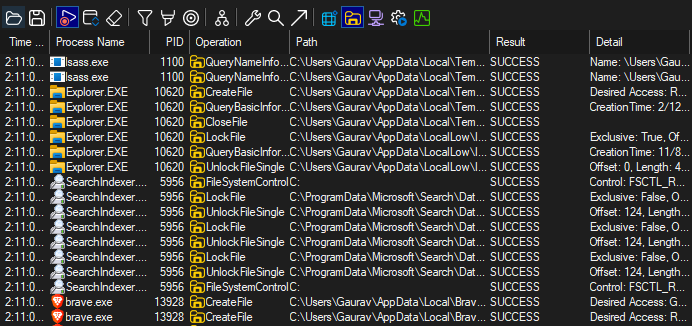 Time ... Process Name PID Operation Path Result Detail
2:11:0... lsass.exe 1100 QueryNameInfo... C:\Users\Gaurav\AppData\Local\Tem... SUCCESS Name: \Users\Gau...
2:11:0... lsass.exe 1100 QueryNameInfo... C:\Users\Gaurav\AppData\Local\Tem... SUCCESS Name: \Users\Gau...
2:11:0... Explorer.EXE 10620 CreateFile C:\Users\Gaurav\AppData\Local\Tem... SUCCESS Desired Access: R...
2:11:0... Explorer.EXE 10620 QueryBasicInfor... C:\Users\Gaurav\AppData\Local\Tem... SUCCESS CreationTime: 2/12...
2:11:0... Explorer.EXE 10620 CloseFile C:\Users\Gaurav\AppData\Local\Tem... SUCCESS
2:11:0... Explorer.EXE 10620 LockFile C:\Users\Gaurav\AppData\LocalLow\I... SUCCESS Exclusive: True, Of...
2:11:0... Explorer.EXE 10620 QueryBasicInfor... C:\Users\Gaurav\AppData\LocalLow\I... SUCCESS CreationTime: 11/8...
2:11:0... Explorer.EXE 10620 UnlockFileSingle C:\Users\Gaurav\AppData\LocalLow\I... SUCCESS Offset: 0, Length: 4...
2:11:0... SearchIndexer.... 5956 FileSystemControl C: SUCCESS Control: FSCTL_R...
2:11:0... SearchIndexer.... 5956 LockFile C:\ProgramData\Microsoft\Search\Dat... SUCCESS Exclusive: False, O...
2:11:0... SearchIndexer.... 5956 UnlockFileSingle C:\ProgramData\Microsoft\Search\Dat... SUCCESS Offset: 124, Length...
2:11:0... SearchIndexer.... 5956 LockFile C:\ProgramData\Microsoft\Search\Dat... SUCCESS Exclusive: False, O...
2:11:0... SearchIndexer.... 5956 UnlockFileSingle C:\ProgramData\Microsoft\Search\Dat... SUCCESS Offset: 124, Length...
2:11:0... SearchIndexer.... 5956 LockFile C:\ProgramData\Microsoft\Search\Dat... SUCCESS Exclusive: False, O...
2:11:0... SearchIndexer.... 5956 UnlockFileSingle C:\ProgramData\Microsoft\Search\Dat... SUCCESS Offset: 124, Length...
2:11:0... SearchIndexer.... 5956 FileSystemControl C: SUCCESS Control: FSCTL_R...
2:11:0... brave.exe 13928 CreateFile C:\Users\Gaurav\AppData\Local\Brav... SUCCESS Desired Access: G...
2:11:0... brave.exe 13928 CreateFile C:\Users\Gaurav\AppData\Local\Brav... SUCCESS Desired Access: R...